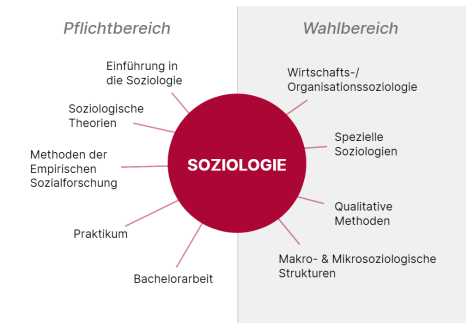 Pflichtbereich
Einführung in
die Soziologie
Soziologische
Theorien
Methoden der
Empirischen
Sozialforschung
Praktikum
Bachelorarbeit
SOZIOLOGIE
Wahlbereich
Wirtschafts-/
Organisationssoziologie
Spezielle
Soziologien
Qualitative
Methoden
Makro- & Mikrosoziologische
Strukturen